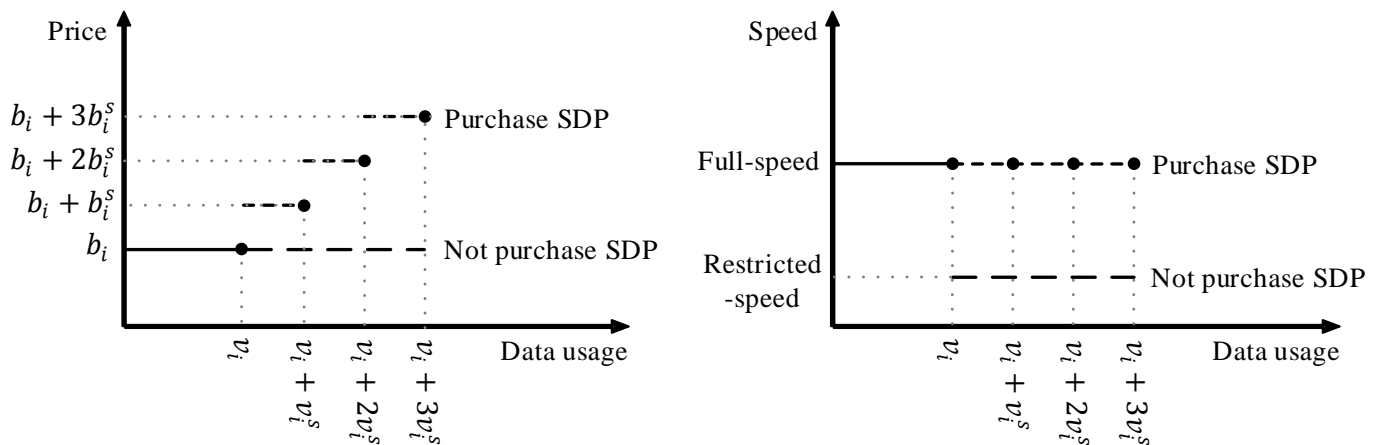 Price
b_i + 3b_i^s
Purchase SDP
b_i + 2b_i^s
b_i + b_i^s
b_i
Not purchase SDP
v_i
v_i + v_i^s
v_i + 2v_i^s
v_i + 3v_i^s
Data usage
Speed
Full-speed
Purchase SDP
Restricted
-speed
Not purchase SDP
v_i
v_i + v_i^s
v_i + 2v_i^s
v_i + 3v_i^s
Data usage